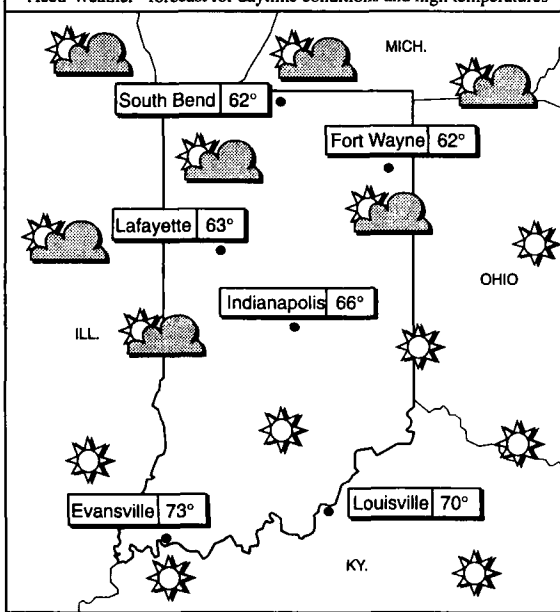 weather forecast for daytime conditions and high temperatures
MICH.
South Bend 62°
Fort Wayne 62°
Lafayette 63°
OHIO
Indianapolis 66°
ILL.
Evansville 73°
Louisville 70°
KY.